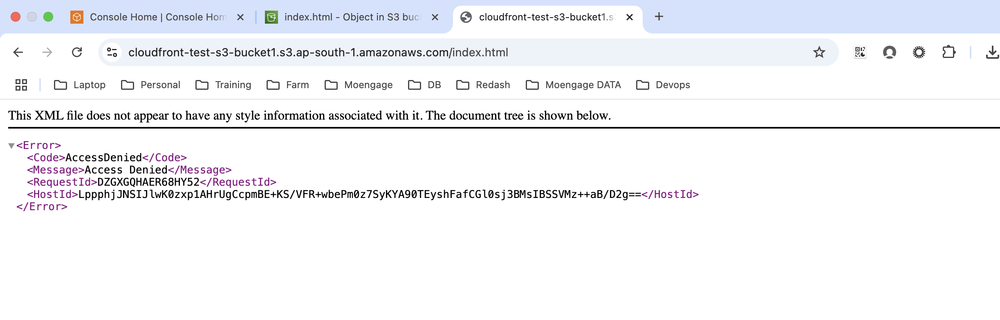 Console Home | Console Hom
index.html - Object in S3 buc
cloudfront-test-s3-bucket1.s3
cloudfront-test-s3-bucket1.s3.ap-south-1.amazonaws.com/index.html
Laptop Personal Training Farm Moengage DB Redash Moengage DATA Devops
This XML file does not appear to have any style information associated with it. The document tree is shown below.
<Error>
<Code>AccessDenied</Code>
<Message>Access Denied</Message>
<RequestId>DZGXGQHAER68HY52</RequestId>
<HostId>LppphjJNSIJlwK0zxp1AHrUgCcpmBE+KS/VFR+wbePm0z7SyKYA90TEyshFafCGl0sj3BMsIBSSVMz++aB/D2g==</HostId>
</Error>